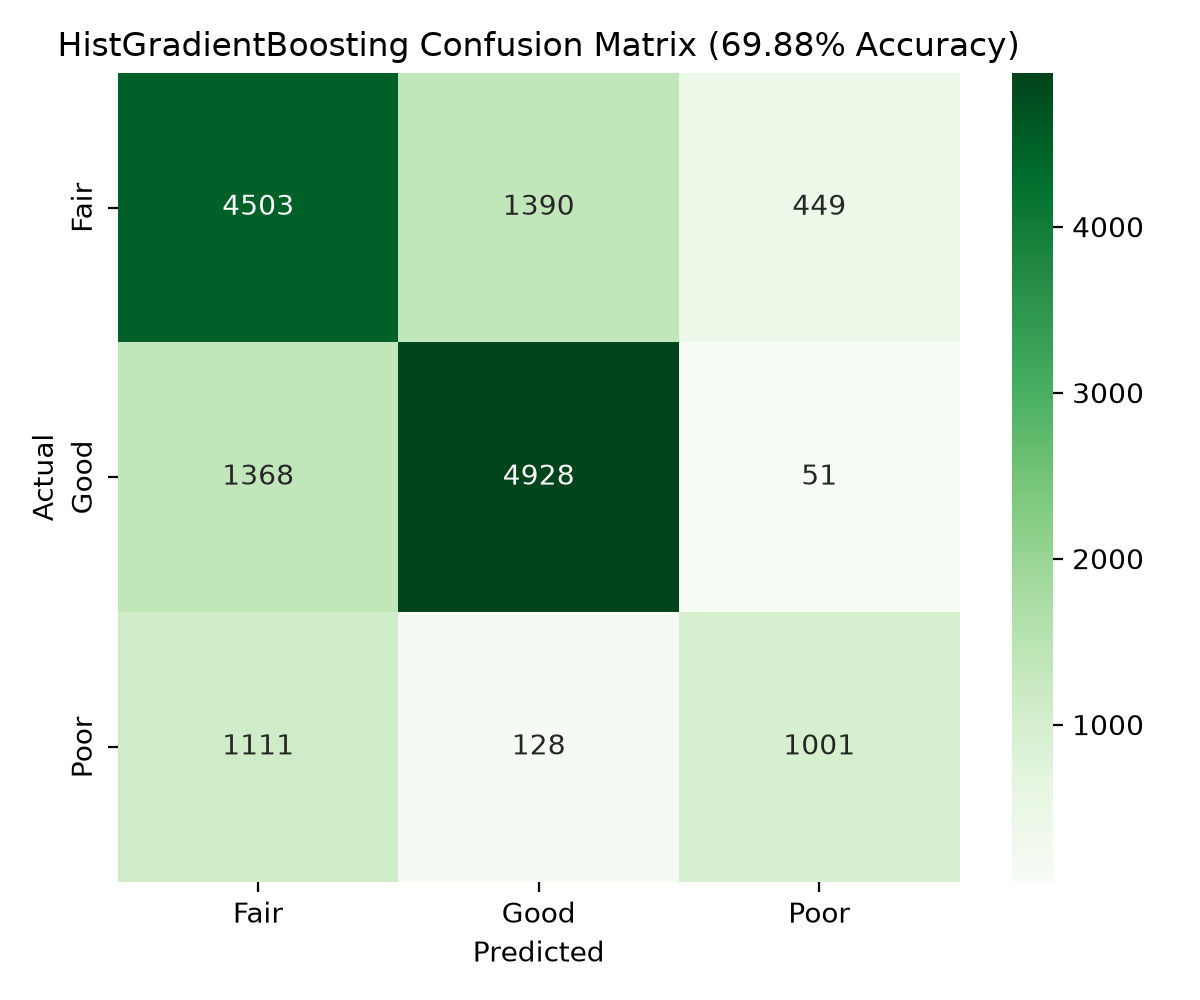 HistGradientBoosting Confusion Matrix (69.88% Accuracy)
Fair
4503
1390
449
4000
3000
Actual
Good
1368
4928
51
2000
Poor
1111
128
1001
1000
Fair
Good
Poor
Predicted